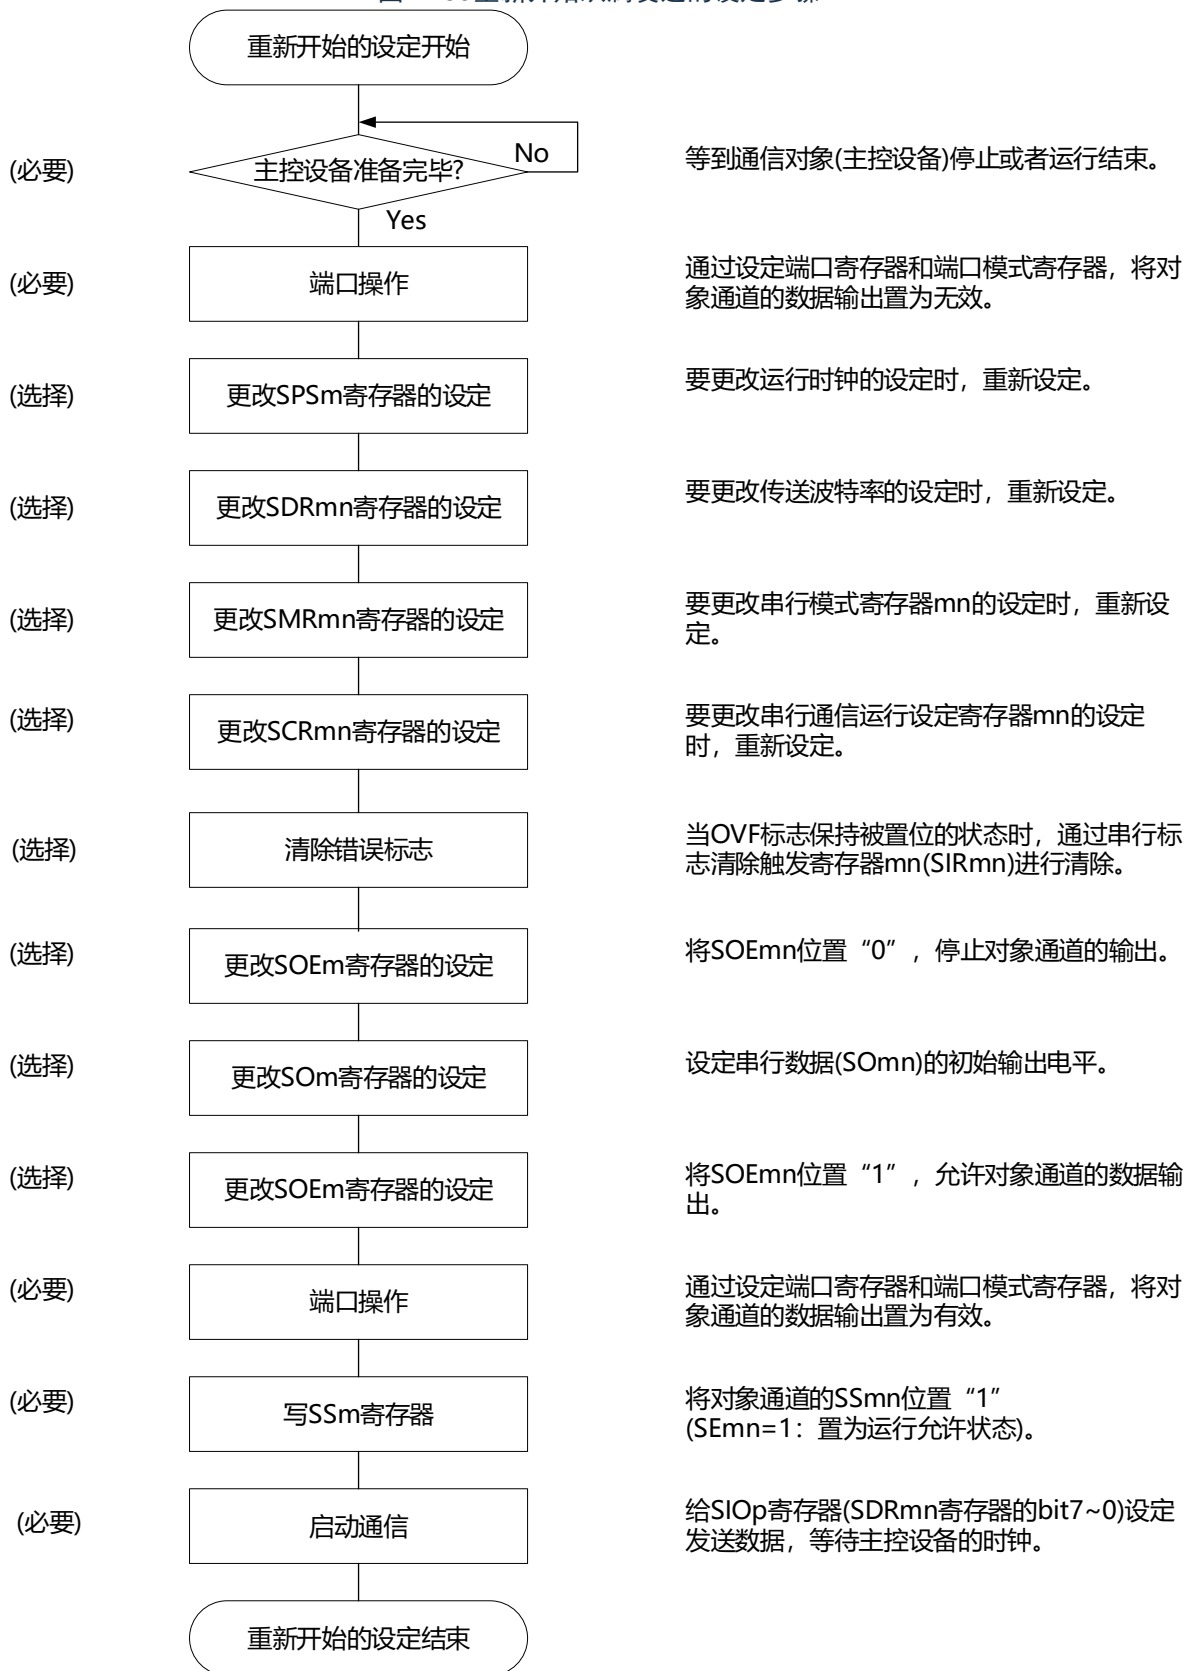 重新开始的设定开始
(必要)
主控设备准备完毕?
No
等到通信对象(主控设备)停止或者运行结束。
Yes
(必要)
端口操作
通过设定端口寄存器和端口模式寄存器，将对
象通道的数据输出置为无效。
(选择)
更改SPSm寄存器的设定
要更改运行时钟的设定时，重新设定。
(选择)
更改SDRmn寄存器的设定
要更改传送波特率的设定时，重新设定。
(选择)
更改SMRmn寄存器的设定
要更改串行模式寄存器mn的设定时，重新设
定。
(选择)
更改SCRmn寄存器的设定
要更改串行通信运行设定寄存器mn的设定
时，重新设定。
(选择)
清除错误标志
当OVF标志保持被置位的状态时，通过串行标
志清除触发寄存器mn(SIRmn)进行清除。
(选择)
更改SOEm寄存器的设定
将SOEmn位置“0”，停止对象通道的输出。
(选择)
更改SOm寄存器的设定
设定串行数据(SOmn)的初始输出电平。
(选择)
更改SOEm寄存器的设定
将SOEmn位置“1”，允许对象通道的数据输
出。
(必要)
端口操作
通过设定端口寄存器和端口模式寄存器，将对
象通道的数据输出置为有效。
(必要)
写SSm寄存器
将对象通道的SSmn位置“1”
(SEmn=1：置为运行允许状态)。
(必要)
启动通信
给SIOp寄存器(SDRmn寄存器的bit7~0)设定
发送数据，等待主控设备的时钟。
重新开始的设定结束